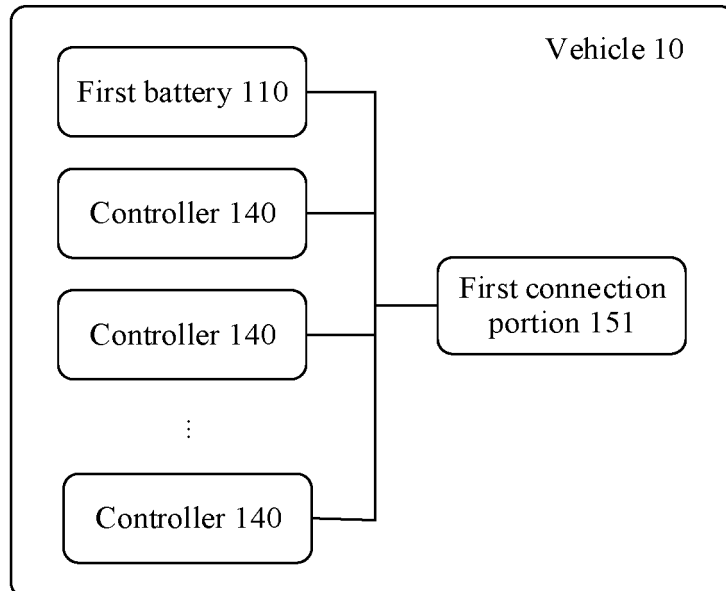 Vehicle 10
First battery 110
Controller 140
Controller 140
⋮
Controller 140
First connection
portion 151